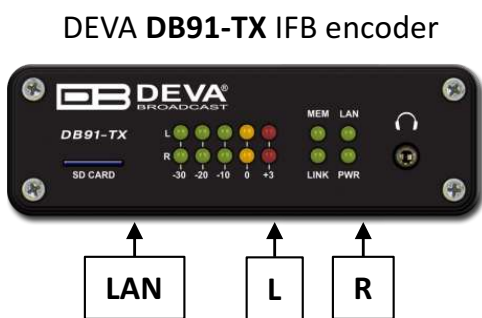 DEVA DB91-TX IFB encoder
DB DEVA®
BROADCAST
MEM LAN
DB91-TX
L
R
SD CARD
-30 -20 -10 0 +3
LINK PWR
LAN
L
R